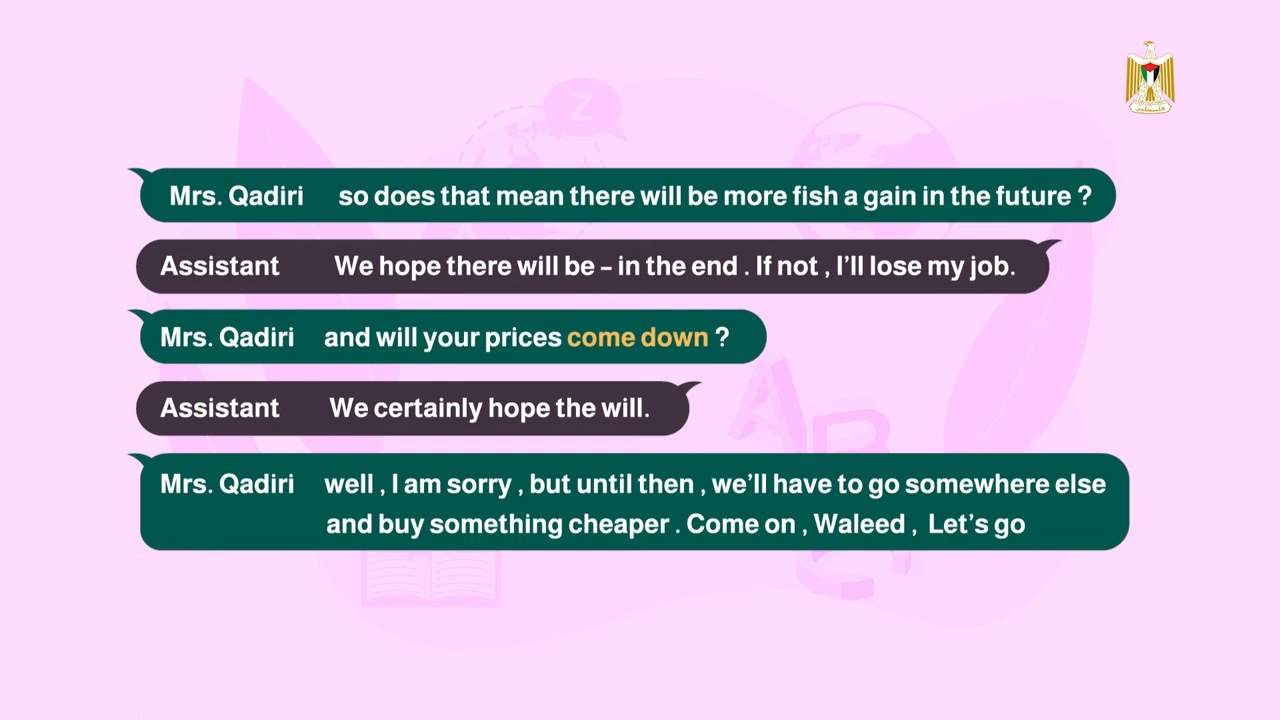 Mrs. Qadiri so does that mean there will be more fish a gain in the future ?
Assistant We hope there will be – in the end . If not , I'll lose my job.
Mrs. Qadiri and will your prices come down ?
Assistant We certainly hope the will.
Mrs. Qadiri well , I am sorry , but until then , we'll have to go somewhere else
and buy something cheaper . Come on , Waleed , Let's go
Z
A
B
فلسطين